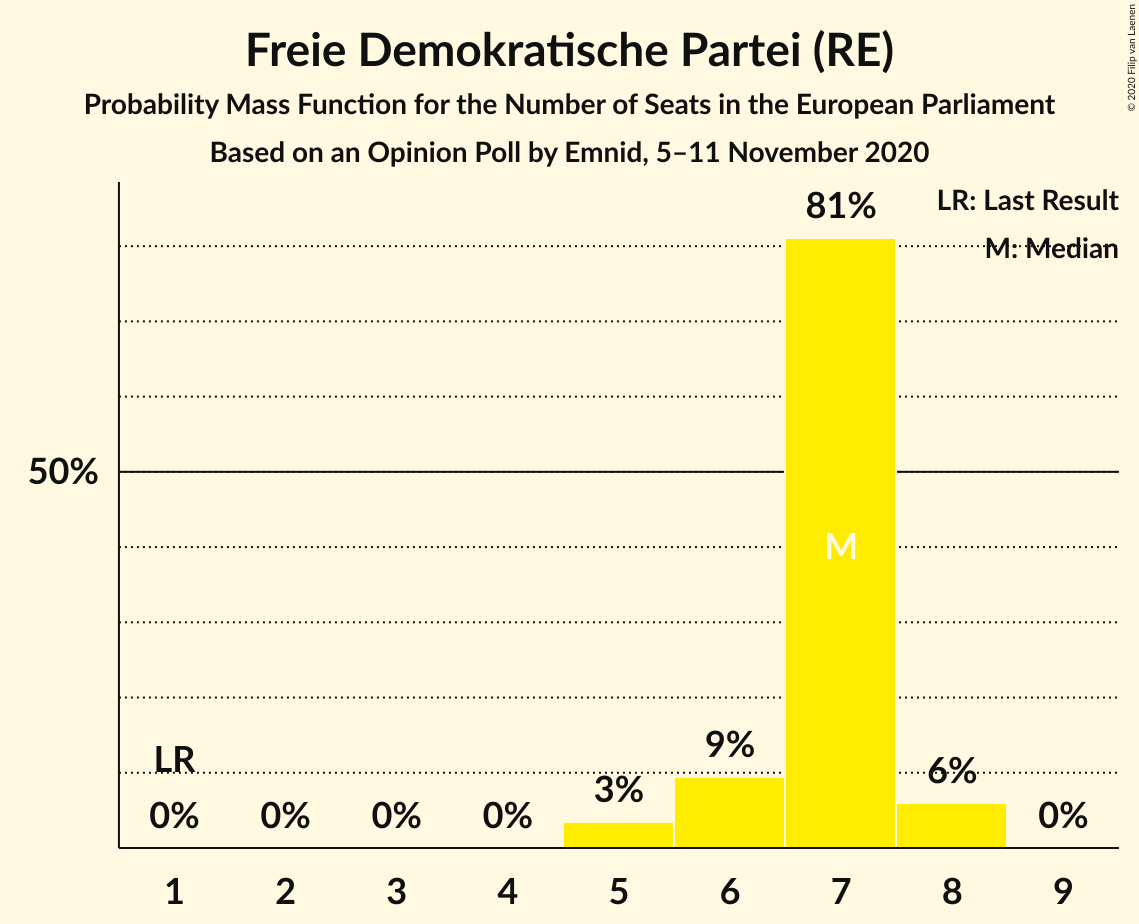 Freie Demokratische Partei (RE)
Probability Mass Function for the Number of Seats in the European Parliament
Based on an Opinion Poll by Emnid, 5–11 November 2020
© 2020 Filip van Laenen
LR: Last Result
M: Median
81%
50%
M
LR
9%
6%
3%
0% 0% 0% 0% 0%
1 2 3 4 5 6 7 8 9